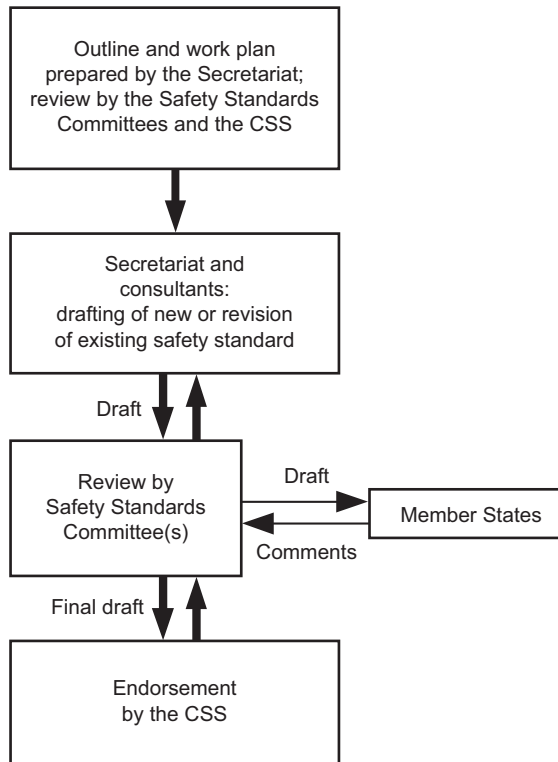 Outline and work plan
prepared by the Secretariat;
review by the Safety Standards
Committees and the CSS
Secretariat and
consultants:
drafting of new or revision
of existing safety standard
Draft
Review by
Safety Standards
Committee(s)
Draft
Member States
Comments
Final draft
Endorsement
by the CSS